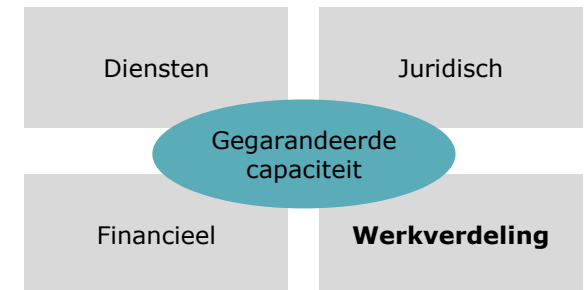 Diensten
Juridisch
Gegarandeerde
capaciteit
Financieel
Werkverdeling